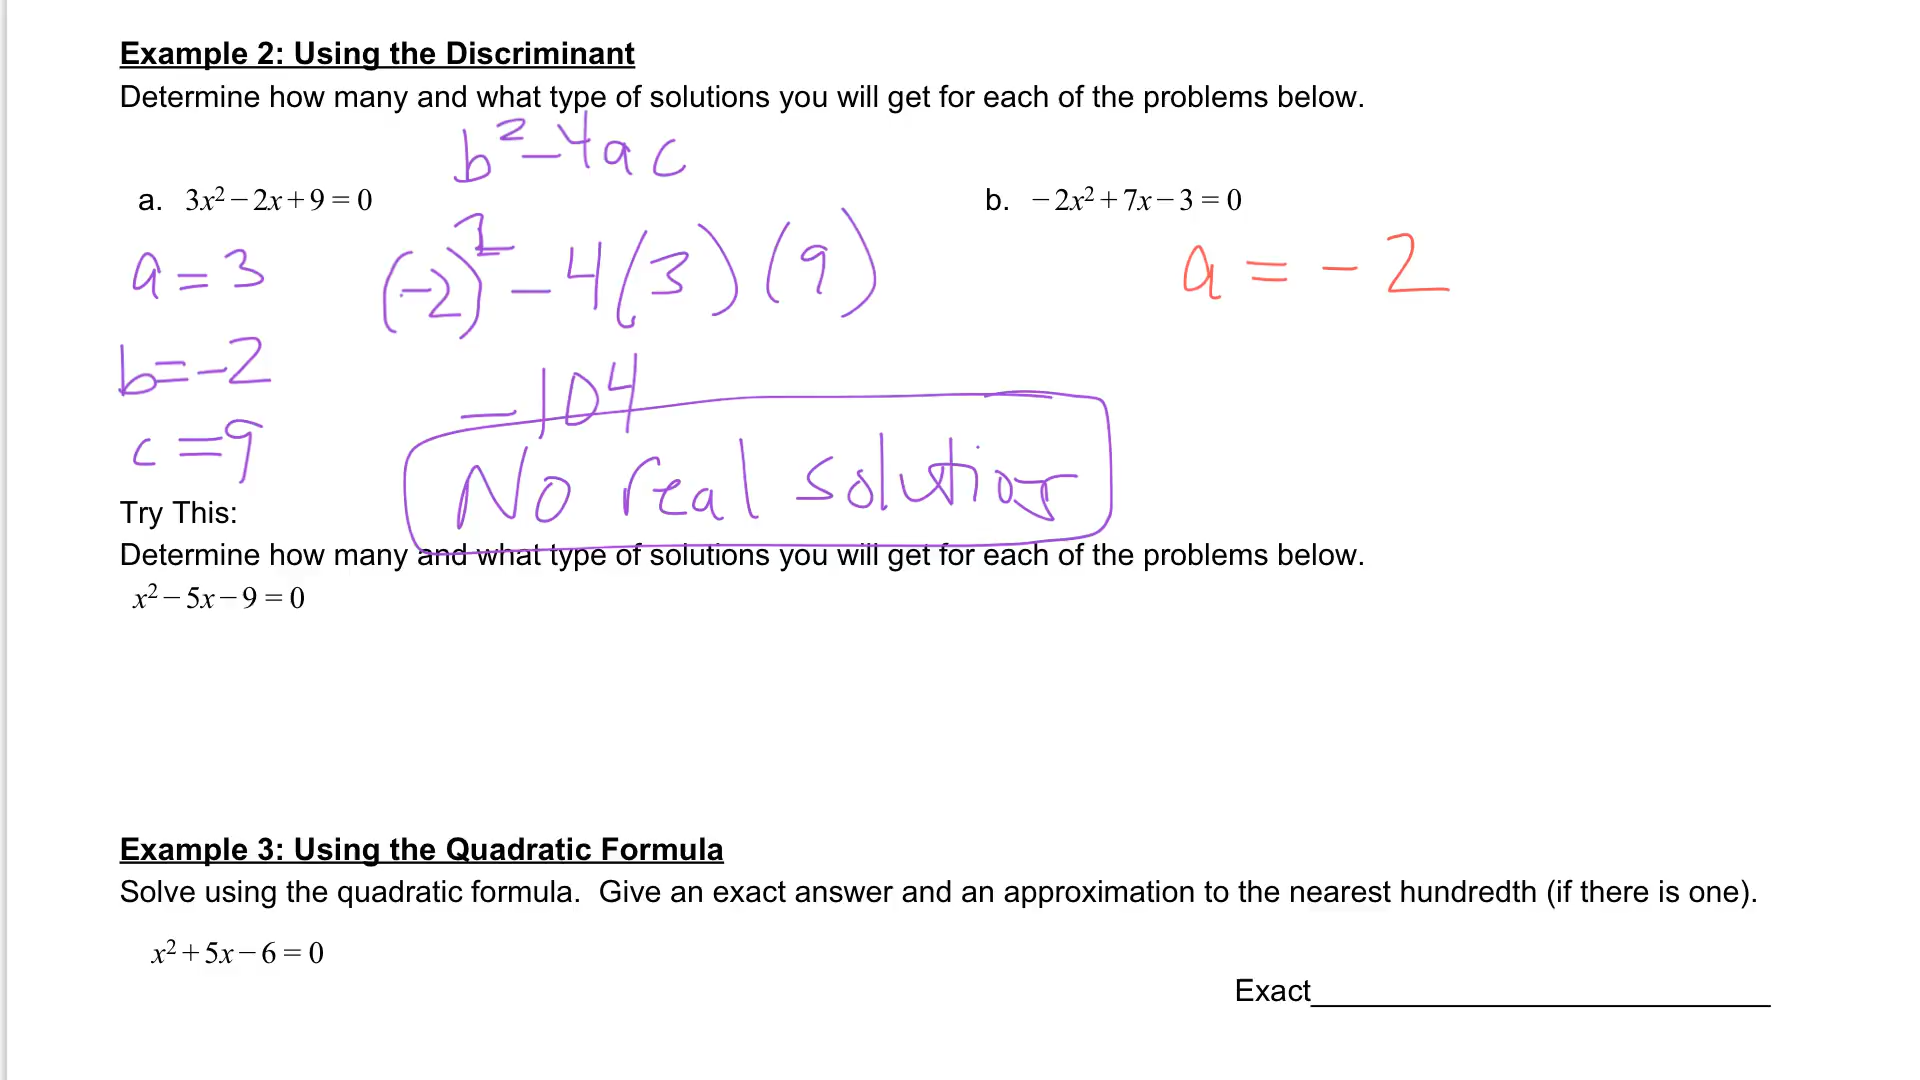 Example 2: Using the Discriminant
Determine how many and what type of solutions you will get for each of the problems below.
b² - 4ac
a. 3x² − 2x + 9 = 0
b. − 2x² + 7x − 3 = 0
a = 3
(-2)² - 4(3)(9)
a = - 2
b = -2
-104
c = 9
No real solution
Try This:
Determine how many and what type of solutions you will get for each of the problems below.
x² − 5x − 9 = 0
Example 3: Using the Quadratic Formula
Solve using the quadratic formula. Give an exact answer and an approximation to the nearest hundredth (if there is one).
x² + 5x − 6 = 0
Exact____________________________